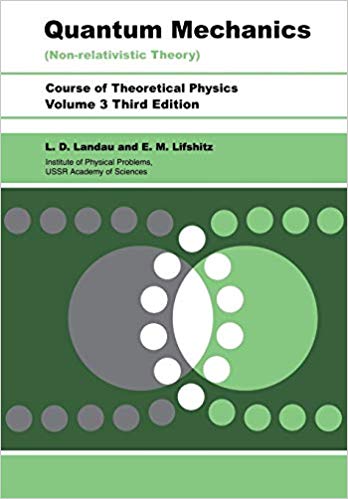 Quantum Mechanics
(Non-relativistic Theory)
Course of Theoretical Physics
Volume 3 Third Edition
L. D. Landau and E. M. Lifshitz
Institute of Physical Problems,
USSR Academy of Sciences